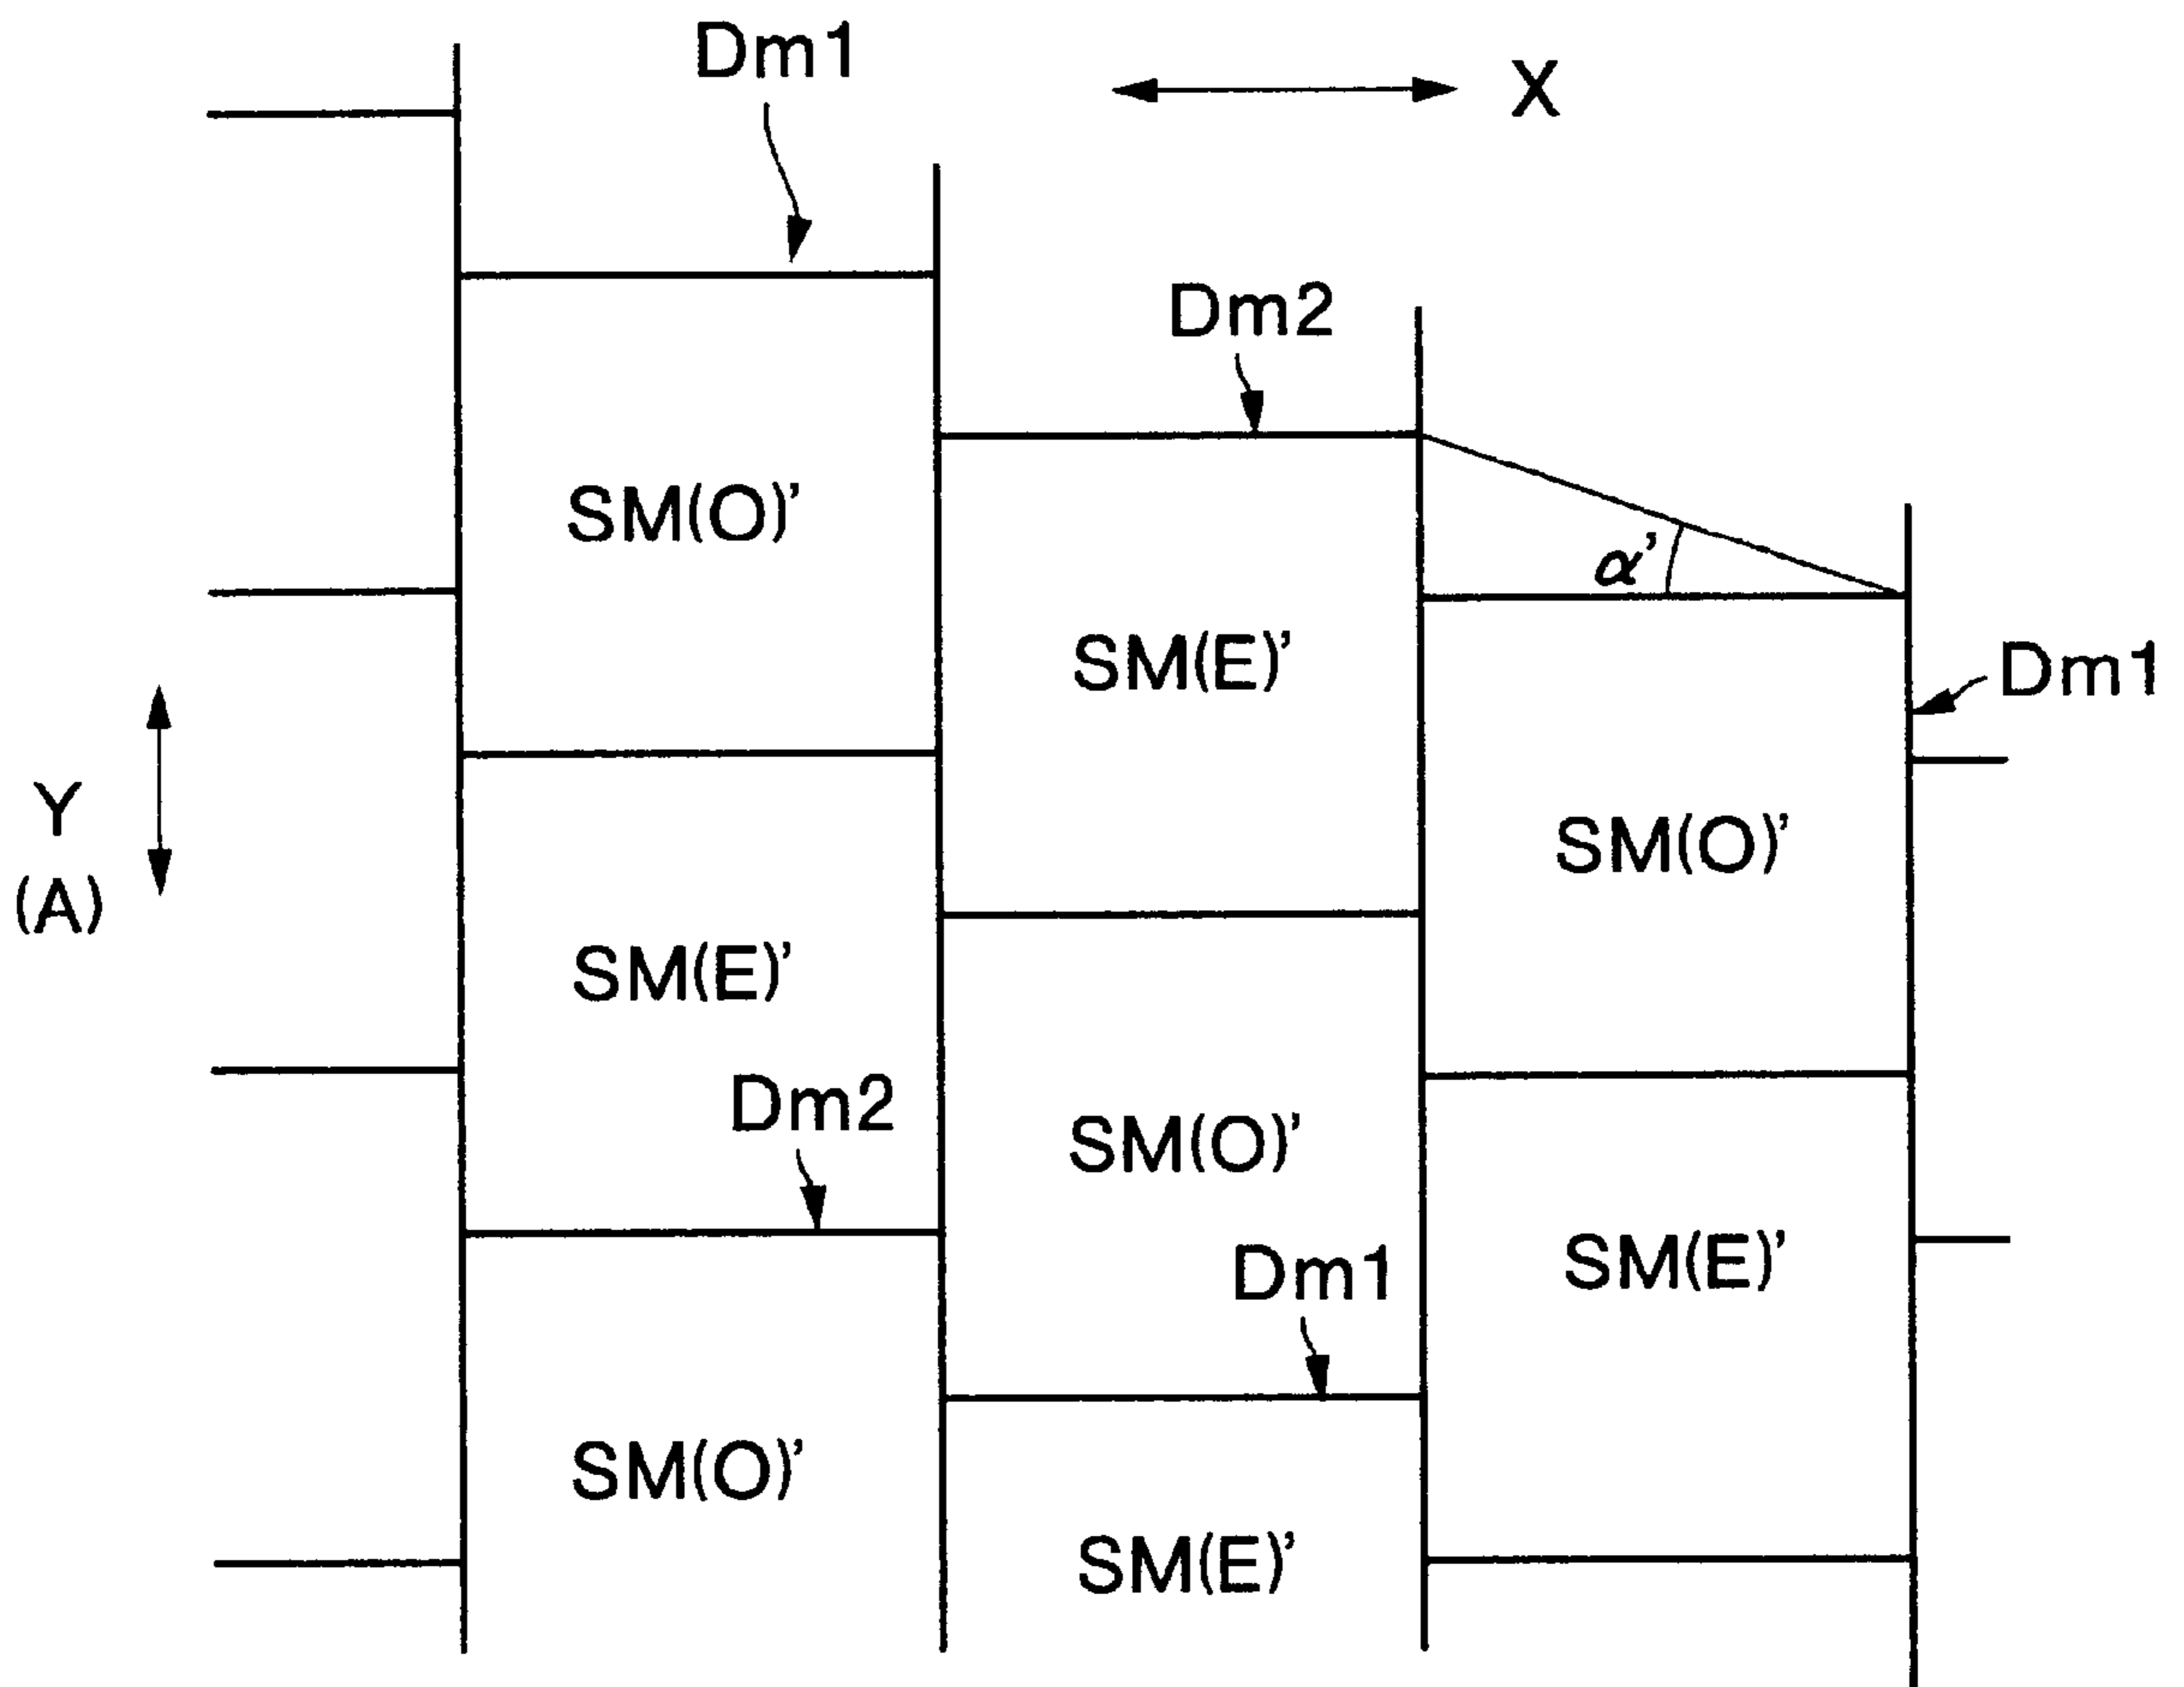 Dm1
X
Dm2
SM(O)’
α’
SM(E)’
Dm1
Y
(A)
SM(O)’
SM(E)’
Dm2
SM(O)’
Dm1
SM(E)’
SM(O)’
SM(E)’